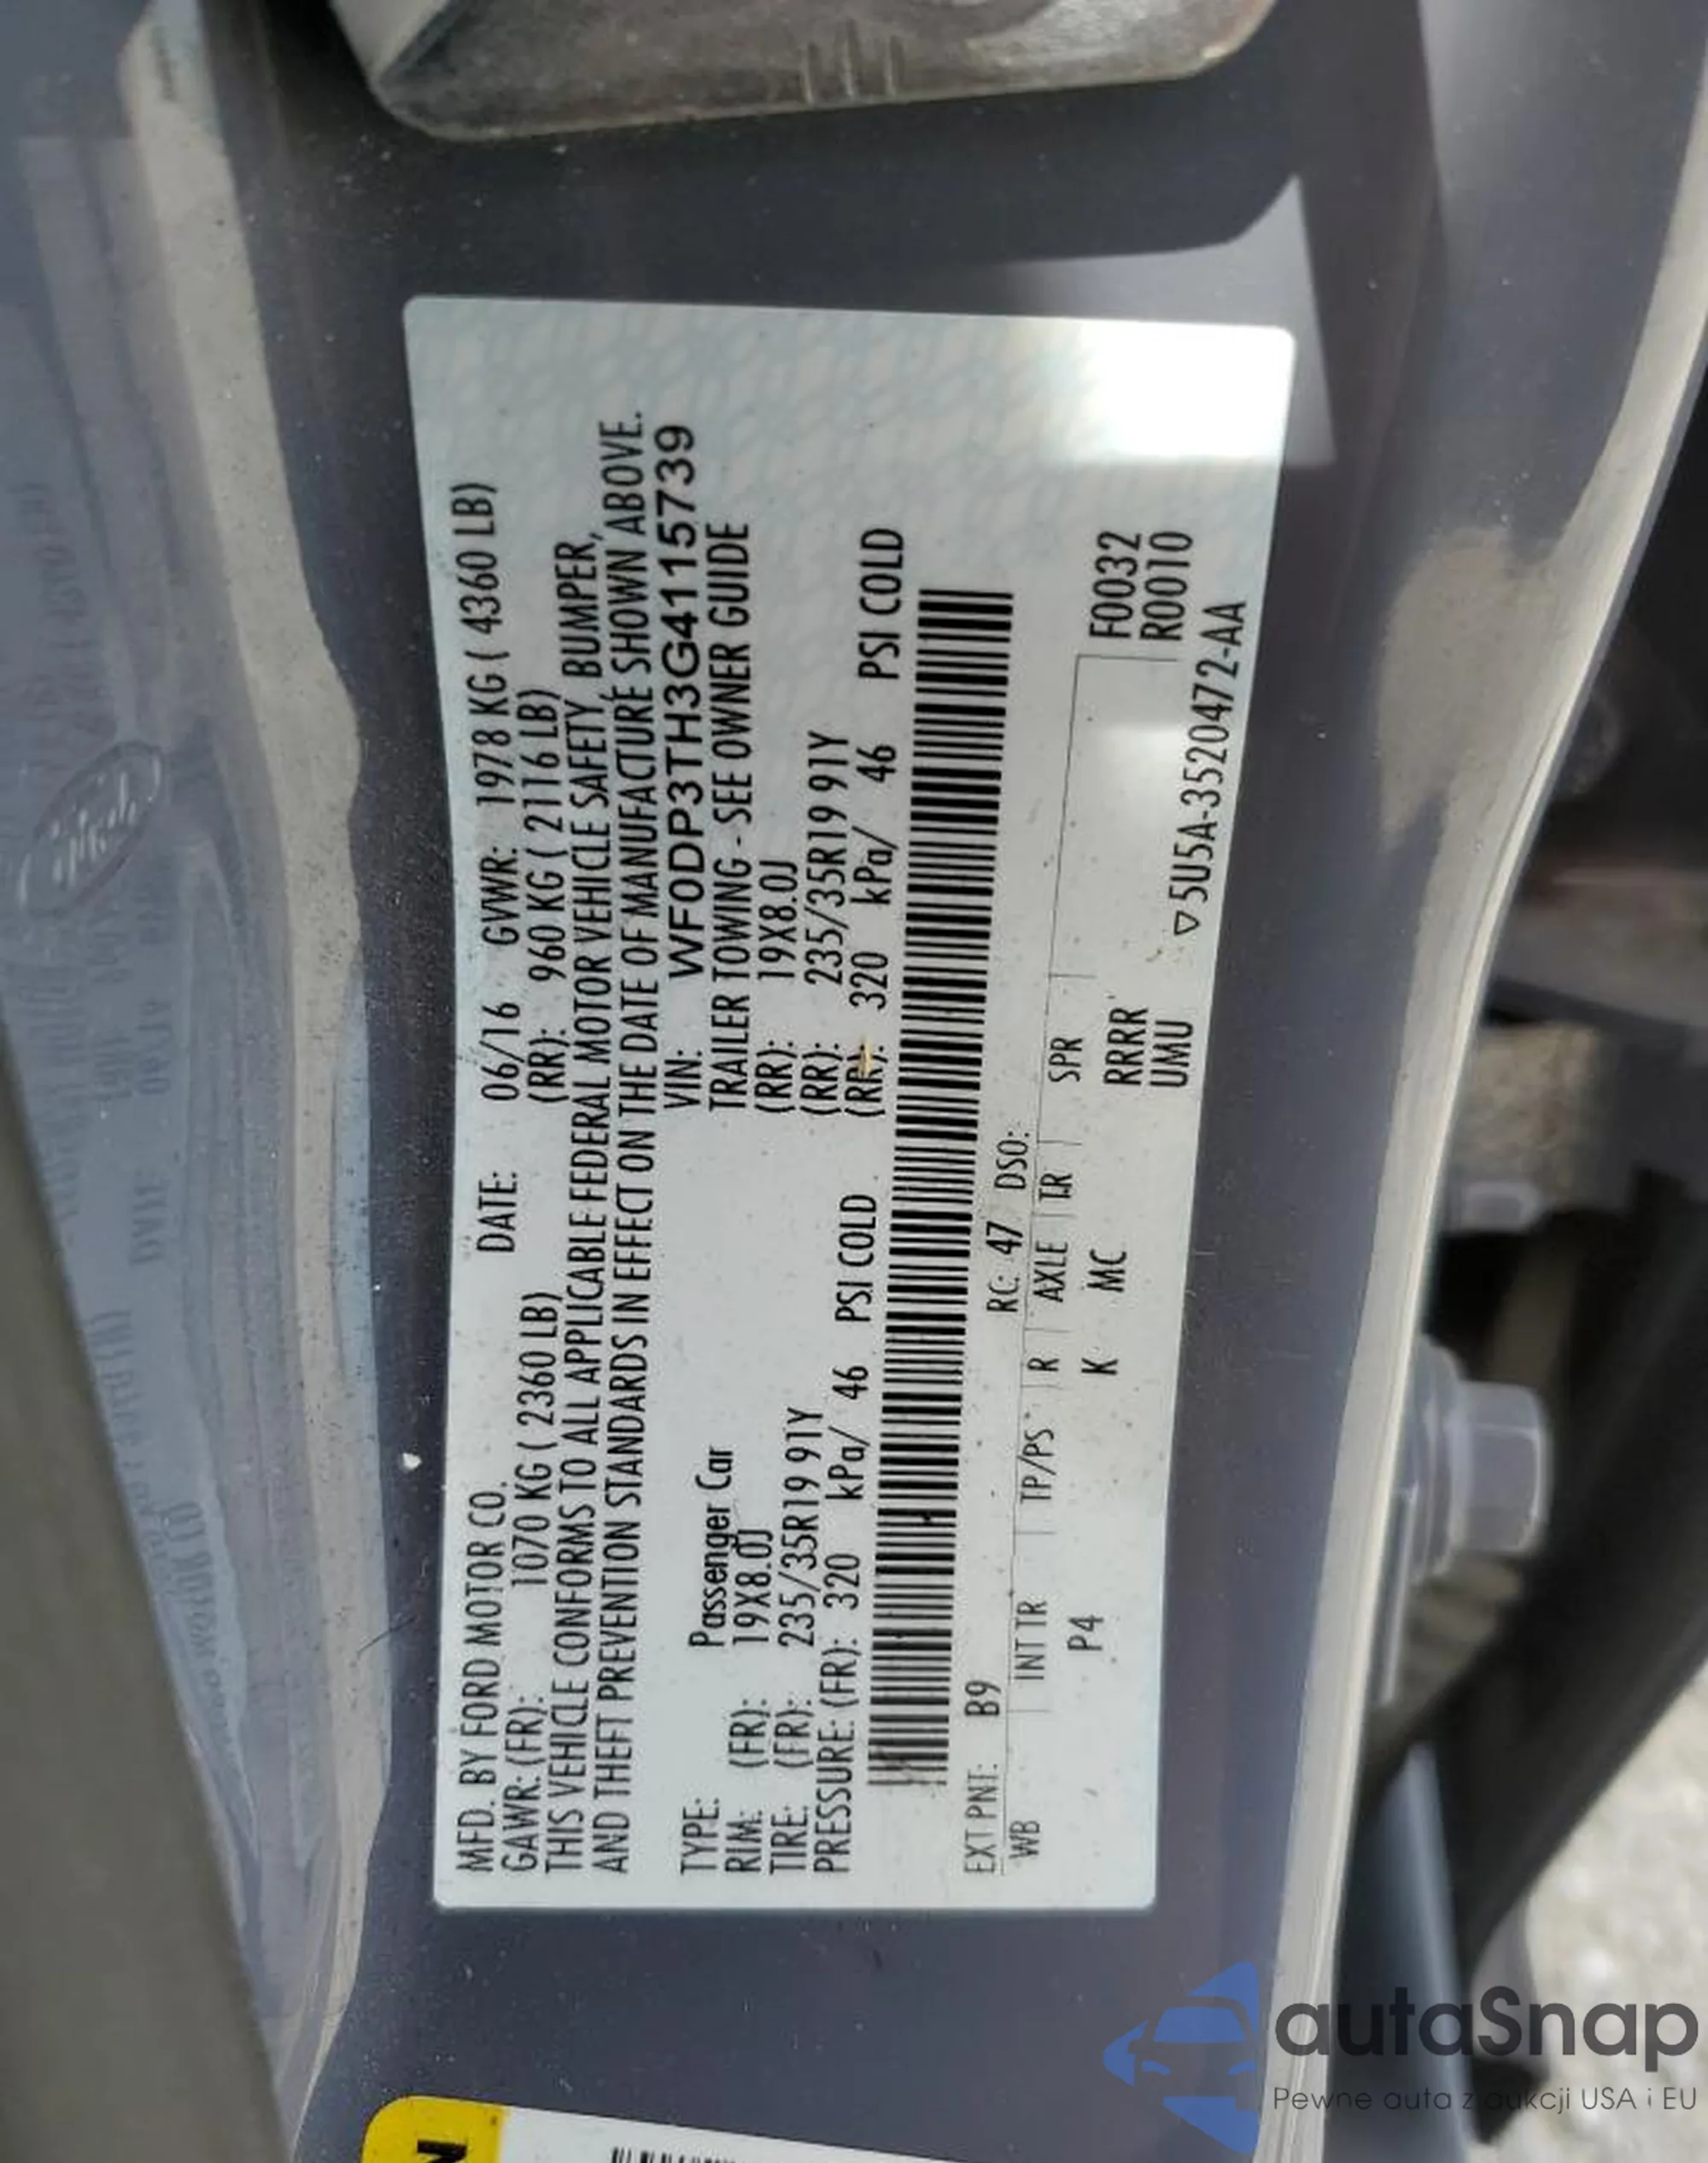 MFD. BY FORD MOTOR CO. DATE: 06/16 GVWR: 1978 KG ( 4360 LB)
GAWR: (FR): 1070 KG ( 2360 LB) (RR): 960 KG ( 2116 LB)
THIS VEHICLE CONFORMS TO ALL APPLICABLE FEDERAL MOTOR VEHICLE SAFETY, BUMPER,
AND THEFT PREVENTION STANDARDS IN EFFECT ON THE DATE OF MANUFACTURE SHOWN ABOVE.
VIN: WF0DP3TH3G4115739
TYPE: Passenger Car TRAILER TOWING - SEE OWNER GUIDE
RIM: (FR): 19X8.0J (RR): 19X8.0J
TIRE: (FR): 235/35R19 91Y (RR): 235/35R19 91Y
PRESSURE: (FR): 320 kPa/ 46 PSI COLD (RR): 320 kPa/ 46 PSI COLD
EXT PNT: B9 RC: 47 DSO:
WB INT TR TP/PS R AXLE TR SPR
P4 K MC RRRR F0032
UMU R0010
▽5U5A-3520472-AA
N
autaSnap
Pewne auta z aukcji USA i EU